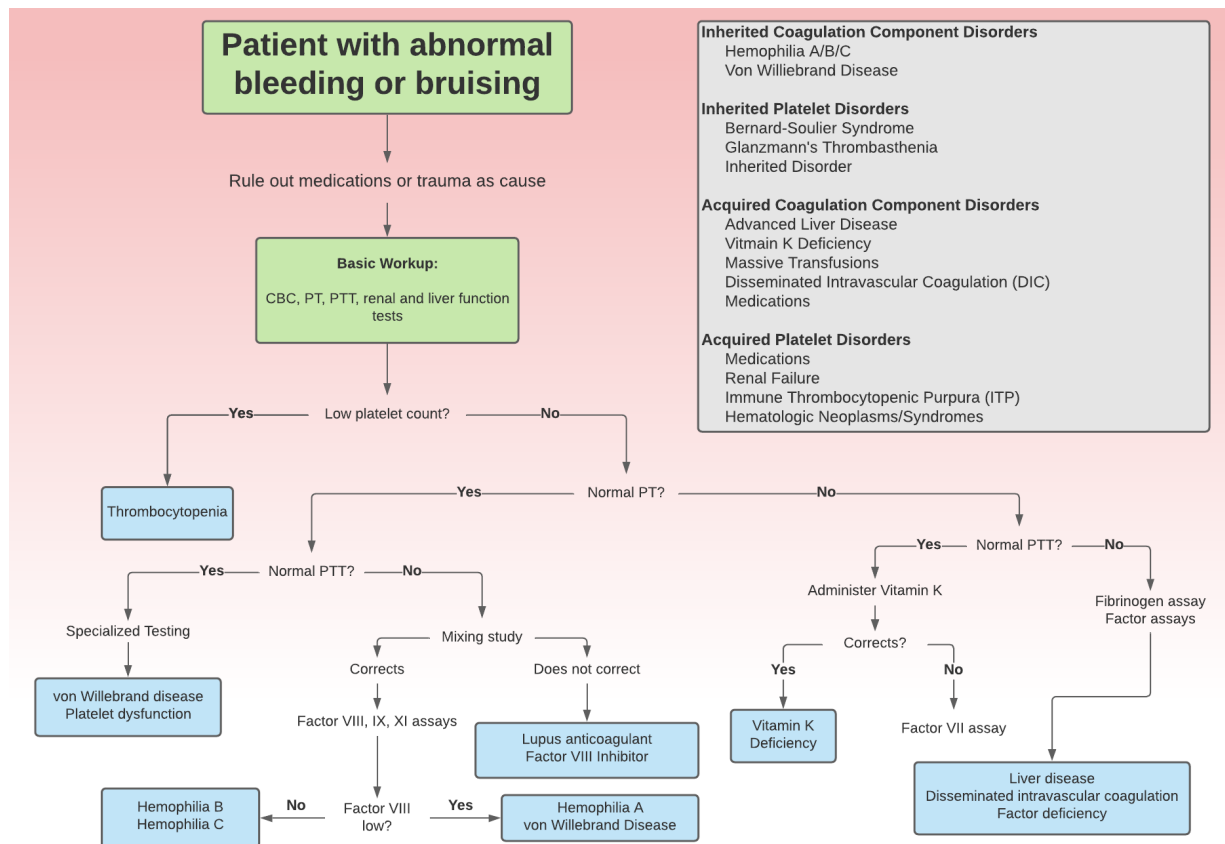 Patient with abnormal
bleeding or bruising
Rule out medications or trauma as cause
Basic Workup:
CBC, PT, PTT, renal and liver function
tests
Inherited Coagulation Component Disorders
Hemophilia A/B/C
Von Williebrand Disease
Inherited Platelet Disorders
Bernard-Soulier Syndrome
Glanzmann's Thrombasthenia
Inherited Disorder
Acquired Coagulation Component Disorders
Advanced Liver Disease
Vitmain K Deficiency
Massive Transfusions
Disseminated Intravascular Coagulation (DIC)
Medications
Acquired Platelet Disorders
Medications
Renal Failure
Immune Thrombocytopenic Purpura (ITP)
Hematologic Neoplasms/Syndromes
Yes
Low platelet count?
No
Thrombocytopenia
Yes
Normal PT?
No
Yes
Normal PTT?
No
Yes
Normal PTT?
No
Specialized Testing
von Willebrand disease
Platelet dysfunction
Mixing study
Corrects
Does not correct
Factor VIII, IX, XI assays
Lupus anticoagulant
Factor VIII Inhibitor
Hemophilia B
Hemophilia C
No
Factor VIII
low?
Yes
Hemophilia A
von Willebrand Disease
Administer Vitamin K
Corrects?
Yes
No
Vitamin K
Deficiency
Factor VII assay
Fibrinogen assay
Factor assays
Liver disease
Disseminated intravascular coagulation
Factor deficiency